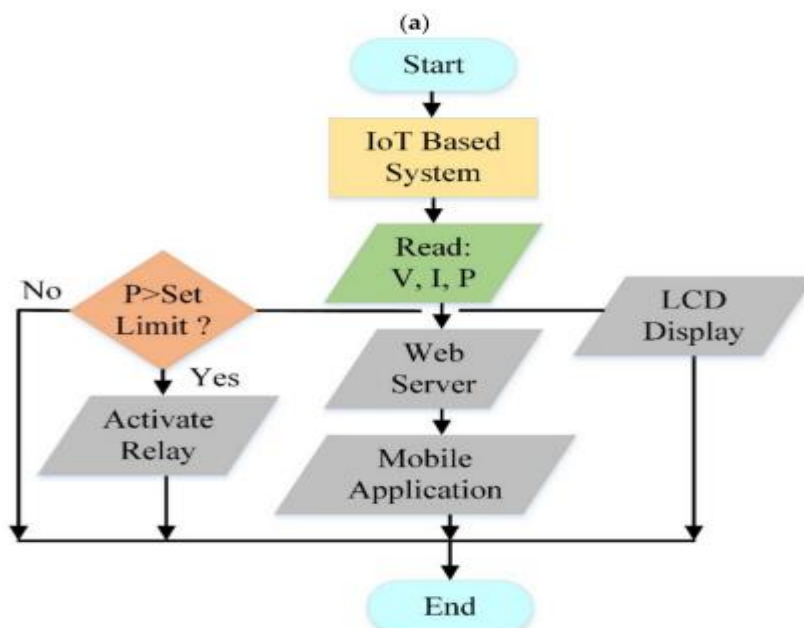 (a)
Start
IoT Based
System
Read:
V, I, P
No
P>Set
Limit ?
Yes
Activate
Relay
Web
Server
Mobile
Application
LCD
Display
End